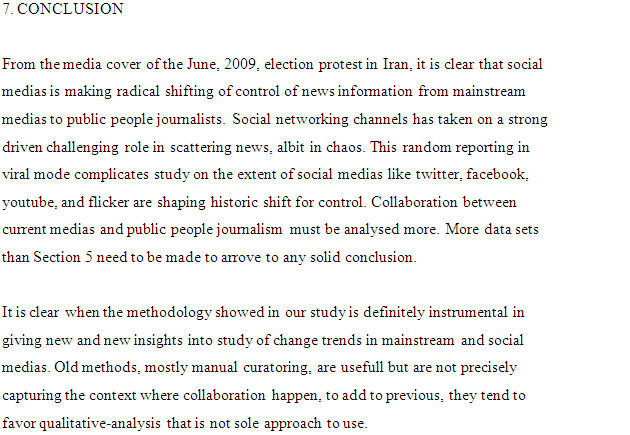 7. CONCLUSION
From the media cover of the June, 2009, election protest in Iran, it is clear that social
medias is making radical shifting of control of news information from mainstream
medias to public people journalists. Social networking channels has taken on a strong
driven challenging role in scattering news, albit in chaos. This random reporting in
viral mode complicates study on the extent of social medias like twitter, facebook,
youtube, and flicker are shaping historic shift for control. Collaboration between
current medias and public people journalism must be analysed more. More data sets
than Section 5 need to be made to arrove to any solid conclusion.
It is clear when the methodology showed in our study is definitely instrumental in
giving new and new insights into study of change trends in mainstream and social
medias. Old methods, mostly manual curatoring, are usefull but are not precisely
capturing the context where collaboration happen, to add to previous, they tend to
favor qualitative-analysis that is not sole approach to use.